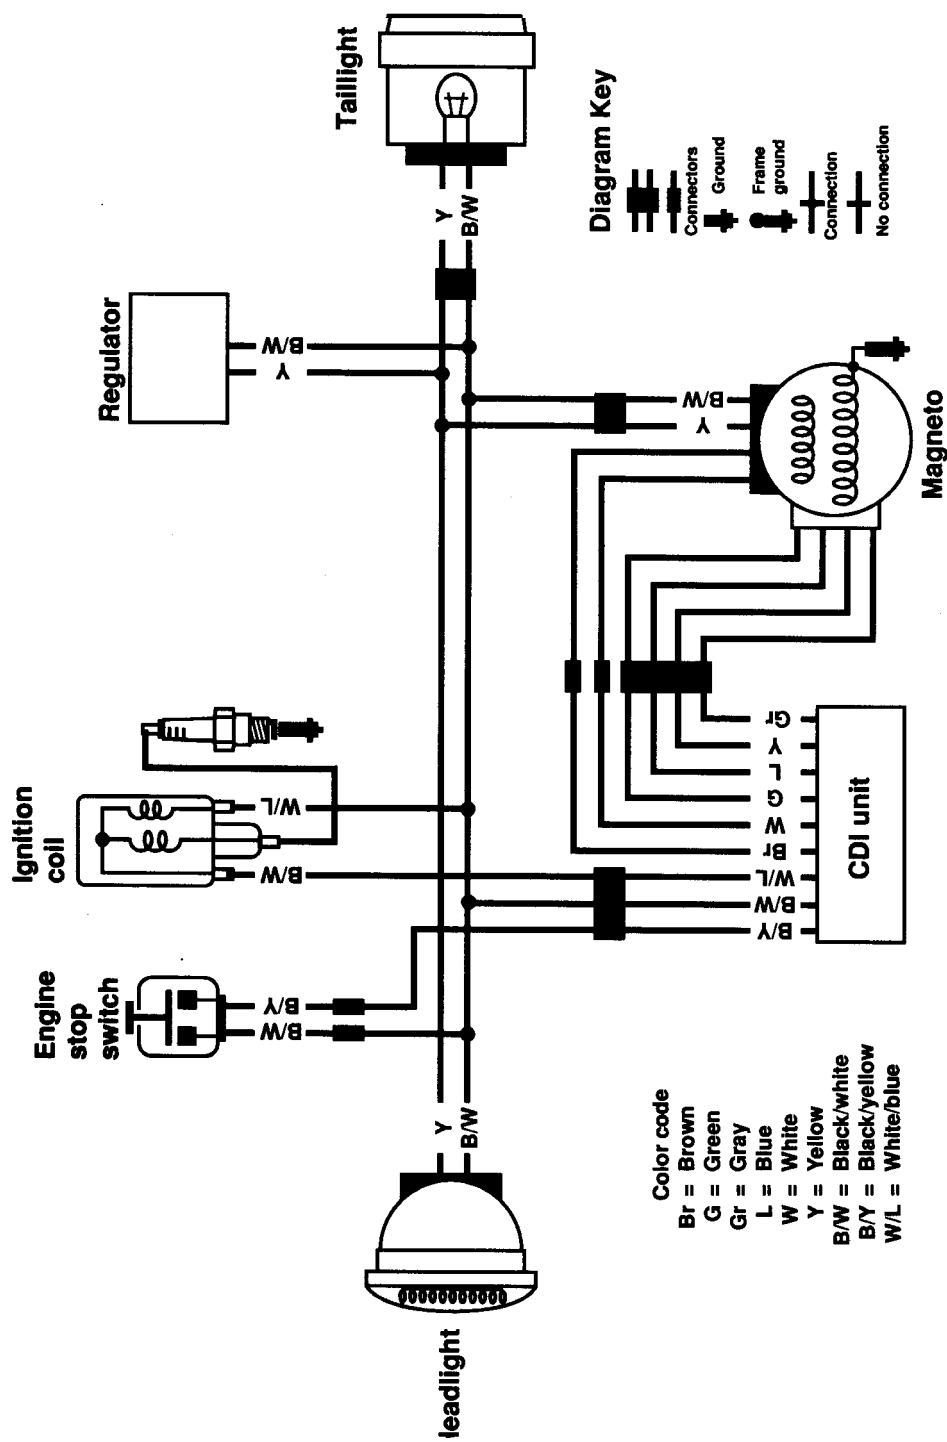 Taillight
Y
B/W
Diagram Key
Connectors
Ground
Frame
ground
Connection
No connection
Regulator
B/W
Y
B/W
Y
Magneto
Ignition
coil
W/L
B/W
Gr
Y
L
G
W
Br
W/L
B/W
B/Y
CDI unit
Engine
stop
switch
B/Y
B/W
Y
B/W
Headlight
Color code
Br = Brown
G = Green
Gr = Gray
L = Blue
W = White
Y = Yellow
B/W = Black/white
B/Y = Black/yellow
W/L = White/blue